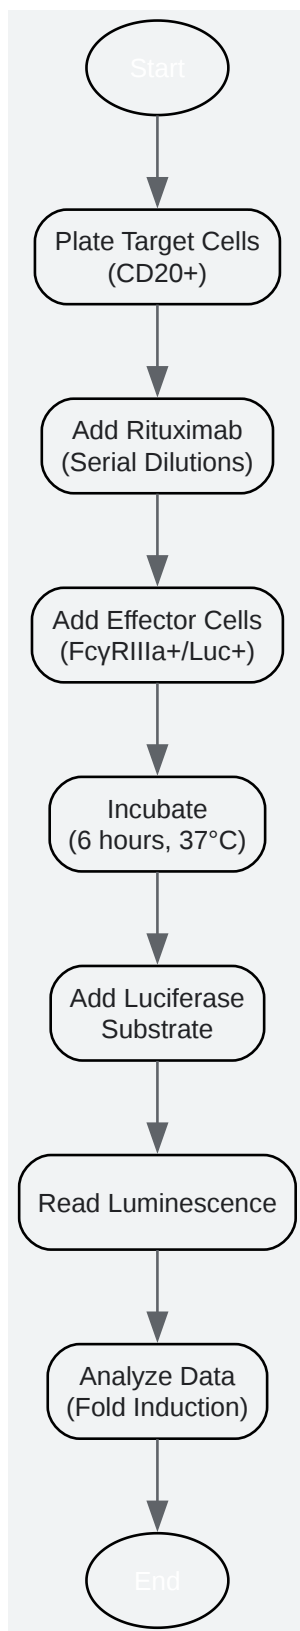 Start
Plate Target Cells
(CD20+)
Add Rituximab
(Serial Dilutions)
Add Effector Cells
(FcγRIIIa+/Luc+)
Incubate
(6 hours, 37°C)
Add Luciferase
Substrate
Read Luminescence
Analyze Data
(Fold Induction)
End